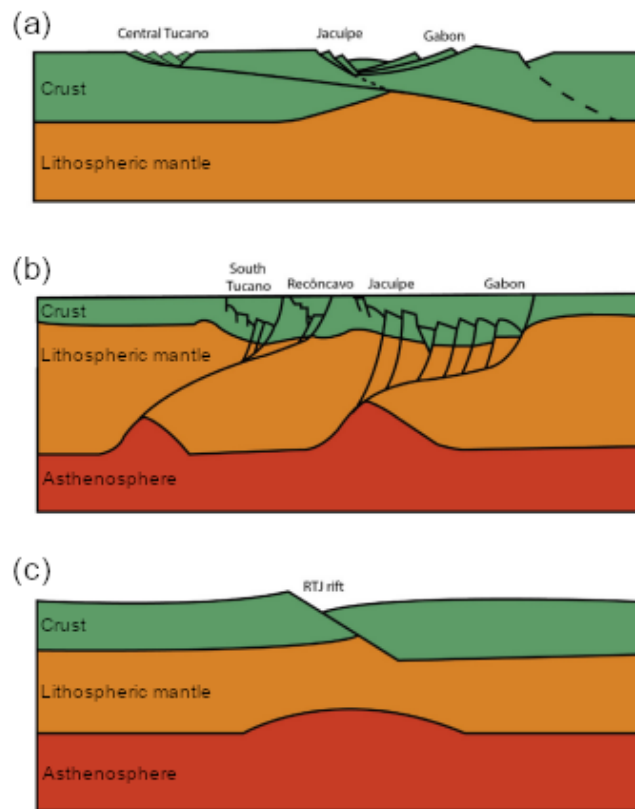 (a)
Central Tucano Jacuipe Gabon
Crust
Lithospheric mantle
(b)
South
Tucano Recôncavo Jacuipe Gabon
Crust
Lithospheric mantle
Asthenosphere
(c)
RTJ rift
Crust
Lithospheric mantle
Asthenosphere